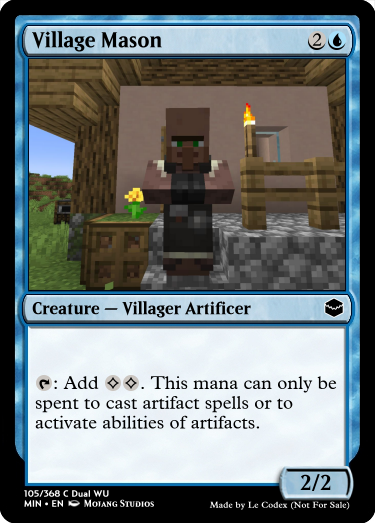 Village Mason 2
Creature — Villager Artificer
: Add . This mana can only be
spent to cast artifact spells or to
activate abilities of artifacts.
2/2
105/368 C Dual WU
MIN • EN Mojang Studios
Made by Le Codex (Not For Sale)